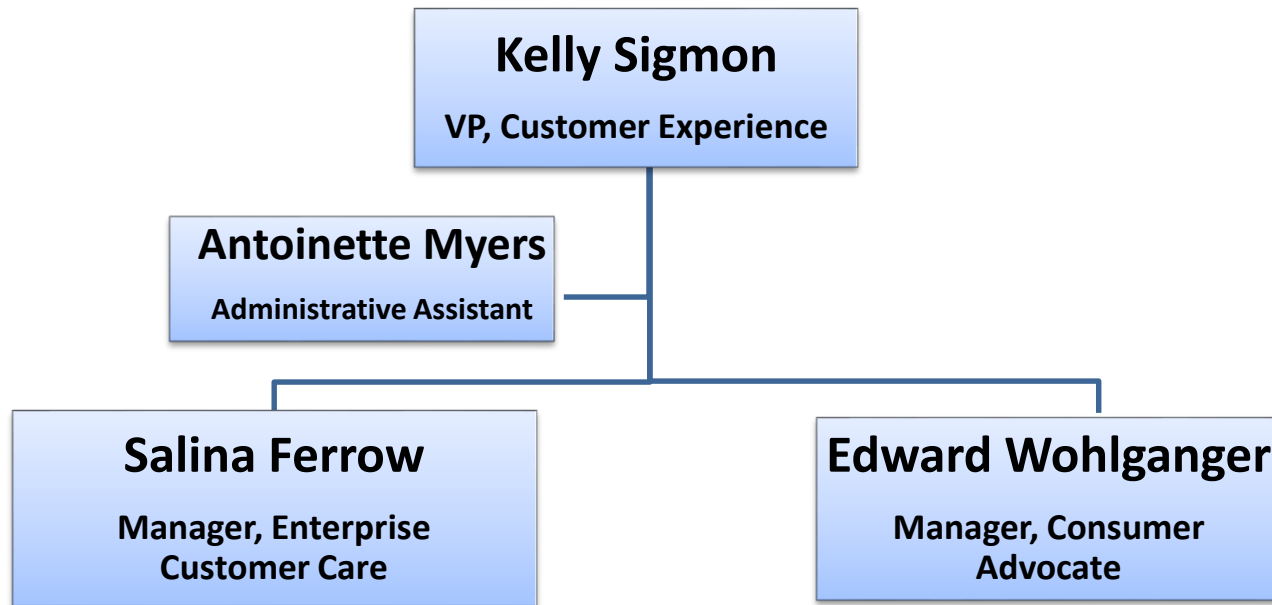 Kelly Sigmon
VP, Customer Experience
Antoinette Myers
Administrative Assistant
Salina Ferrow
Manager, Enterprise
Customer Care
Edward Wohlganger
Manager, Consumer
Advocate